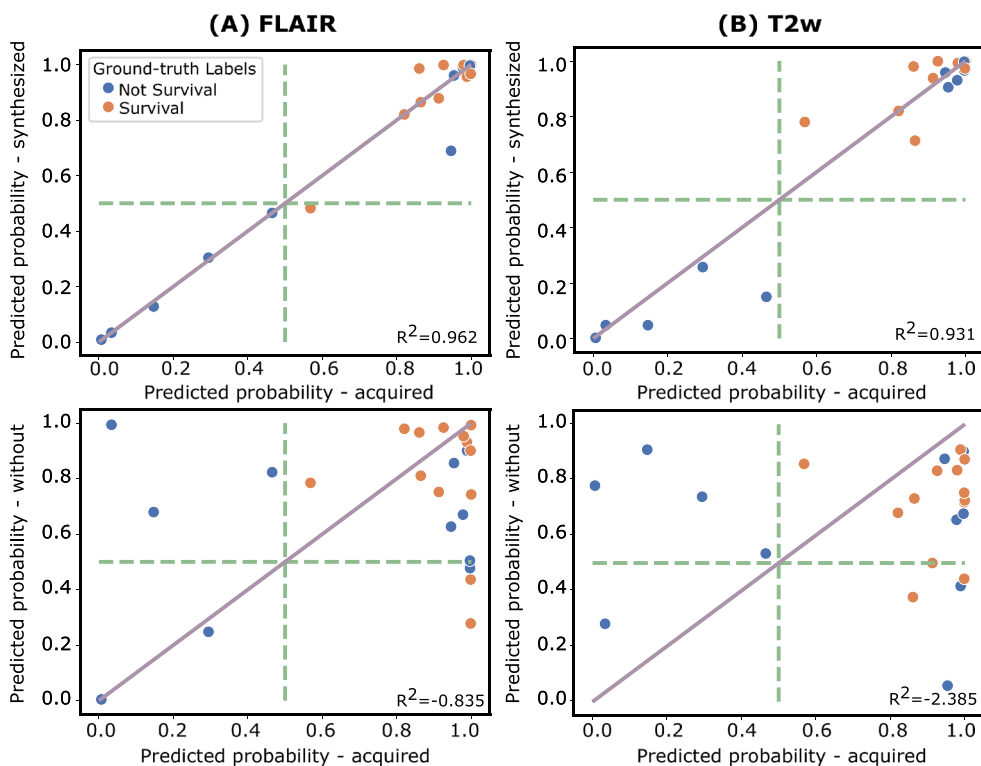 (A) FLAIR
(B) T2w
Predicted probability - synthesized
1.0
0.8
0.6
0.4
0.2
0.0
Ground-truth Labels
Not Survival
Survival
R2=0.962
0.0 0.2 0.4 0.6 0.8 1.0
Predicted probability - acquired
Predicted probability - synthesized
1.0
0.8
0.6
0.4
0.2
0.0
R2=0.931
0.0 0.2 0.4 0.6 0.8 1.0
Predicted probability - acquired
Predicted probability - without
1.0
0.8
0.6
0.4
0.2
0.0
R2=-0.835
0.0 0.2 0.4 0.6 0.8 1.0
Predicted probability - acquired
Predicted probability - without
1.0
0.8
0.6
0.4
0.2
0.0
R2=-2.385
0.0 0.2 0.4 0.6 0.8 1.0
Predicted probability - acquired